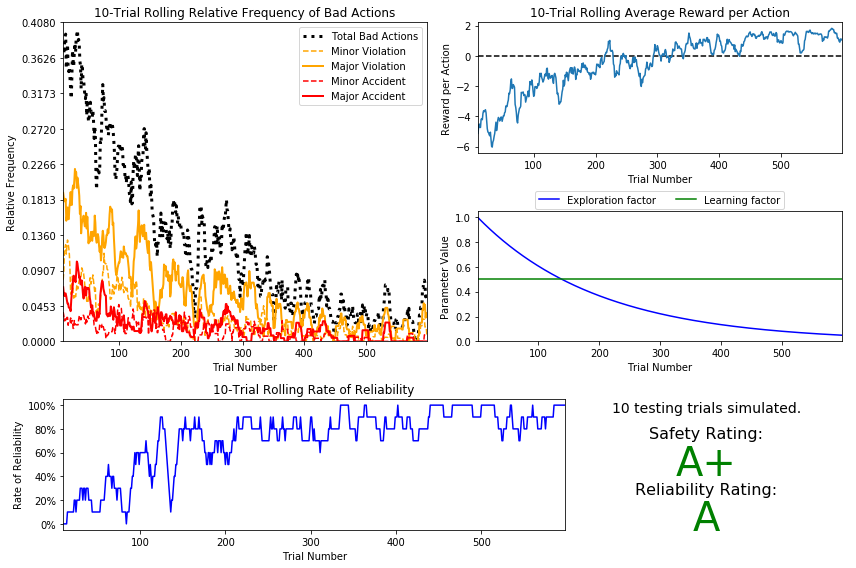 10-Trial Rolling Relative Frequency of Bad Actions
0.4080
0.3626
0.3173
0.2720
0.2266
0.1813
0.1360
0.0907
0.0453
0.0000
Relative Frequency
Total Bad Actions
Minor Violation
Major Violation
Minor Accident
Major Accident
100 200 300 400 500
Trial Number
10-Trial Rolling Average Reward per Action
2
0
−2
−4
−6
Reward per Action
100 200 300 400 500
Trial Number
Exploration factor Learning factor
1.0
0.8
0.6
0.4
0.2
0.0
Parameter Value
100 200 300 400 500
Trial Number
10-Trial Rolling Rate of Reliability
100%
80%
60%
40%
20%
0%
Rate of Reliability
100 200 300 400 500
Trial Number
10 testing trials simulated.
Safety Rating:
A+
Reliability Rating:
A